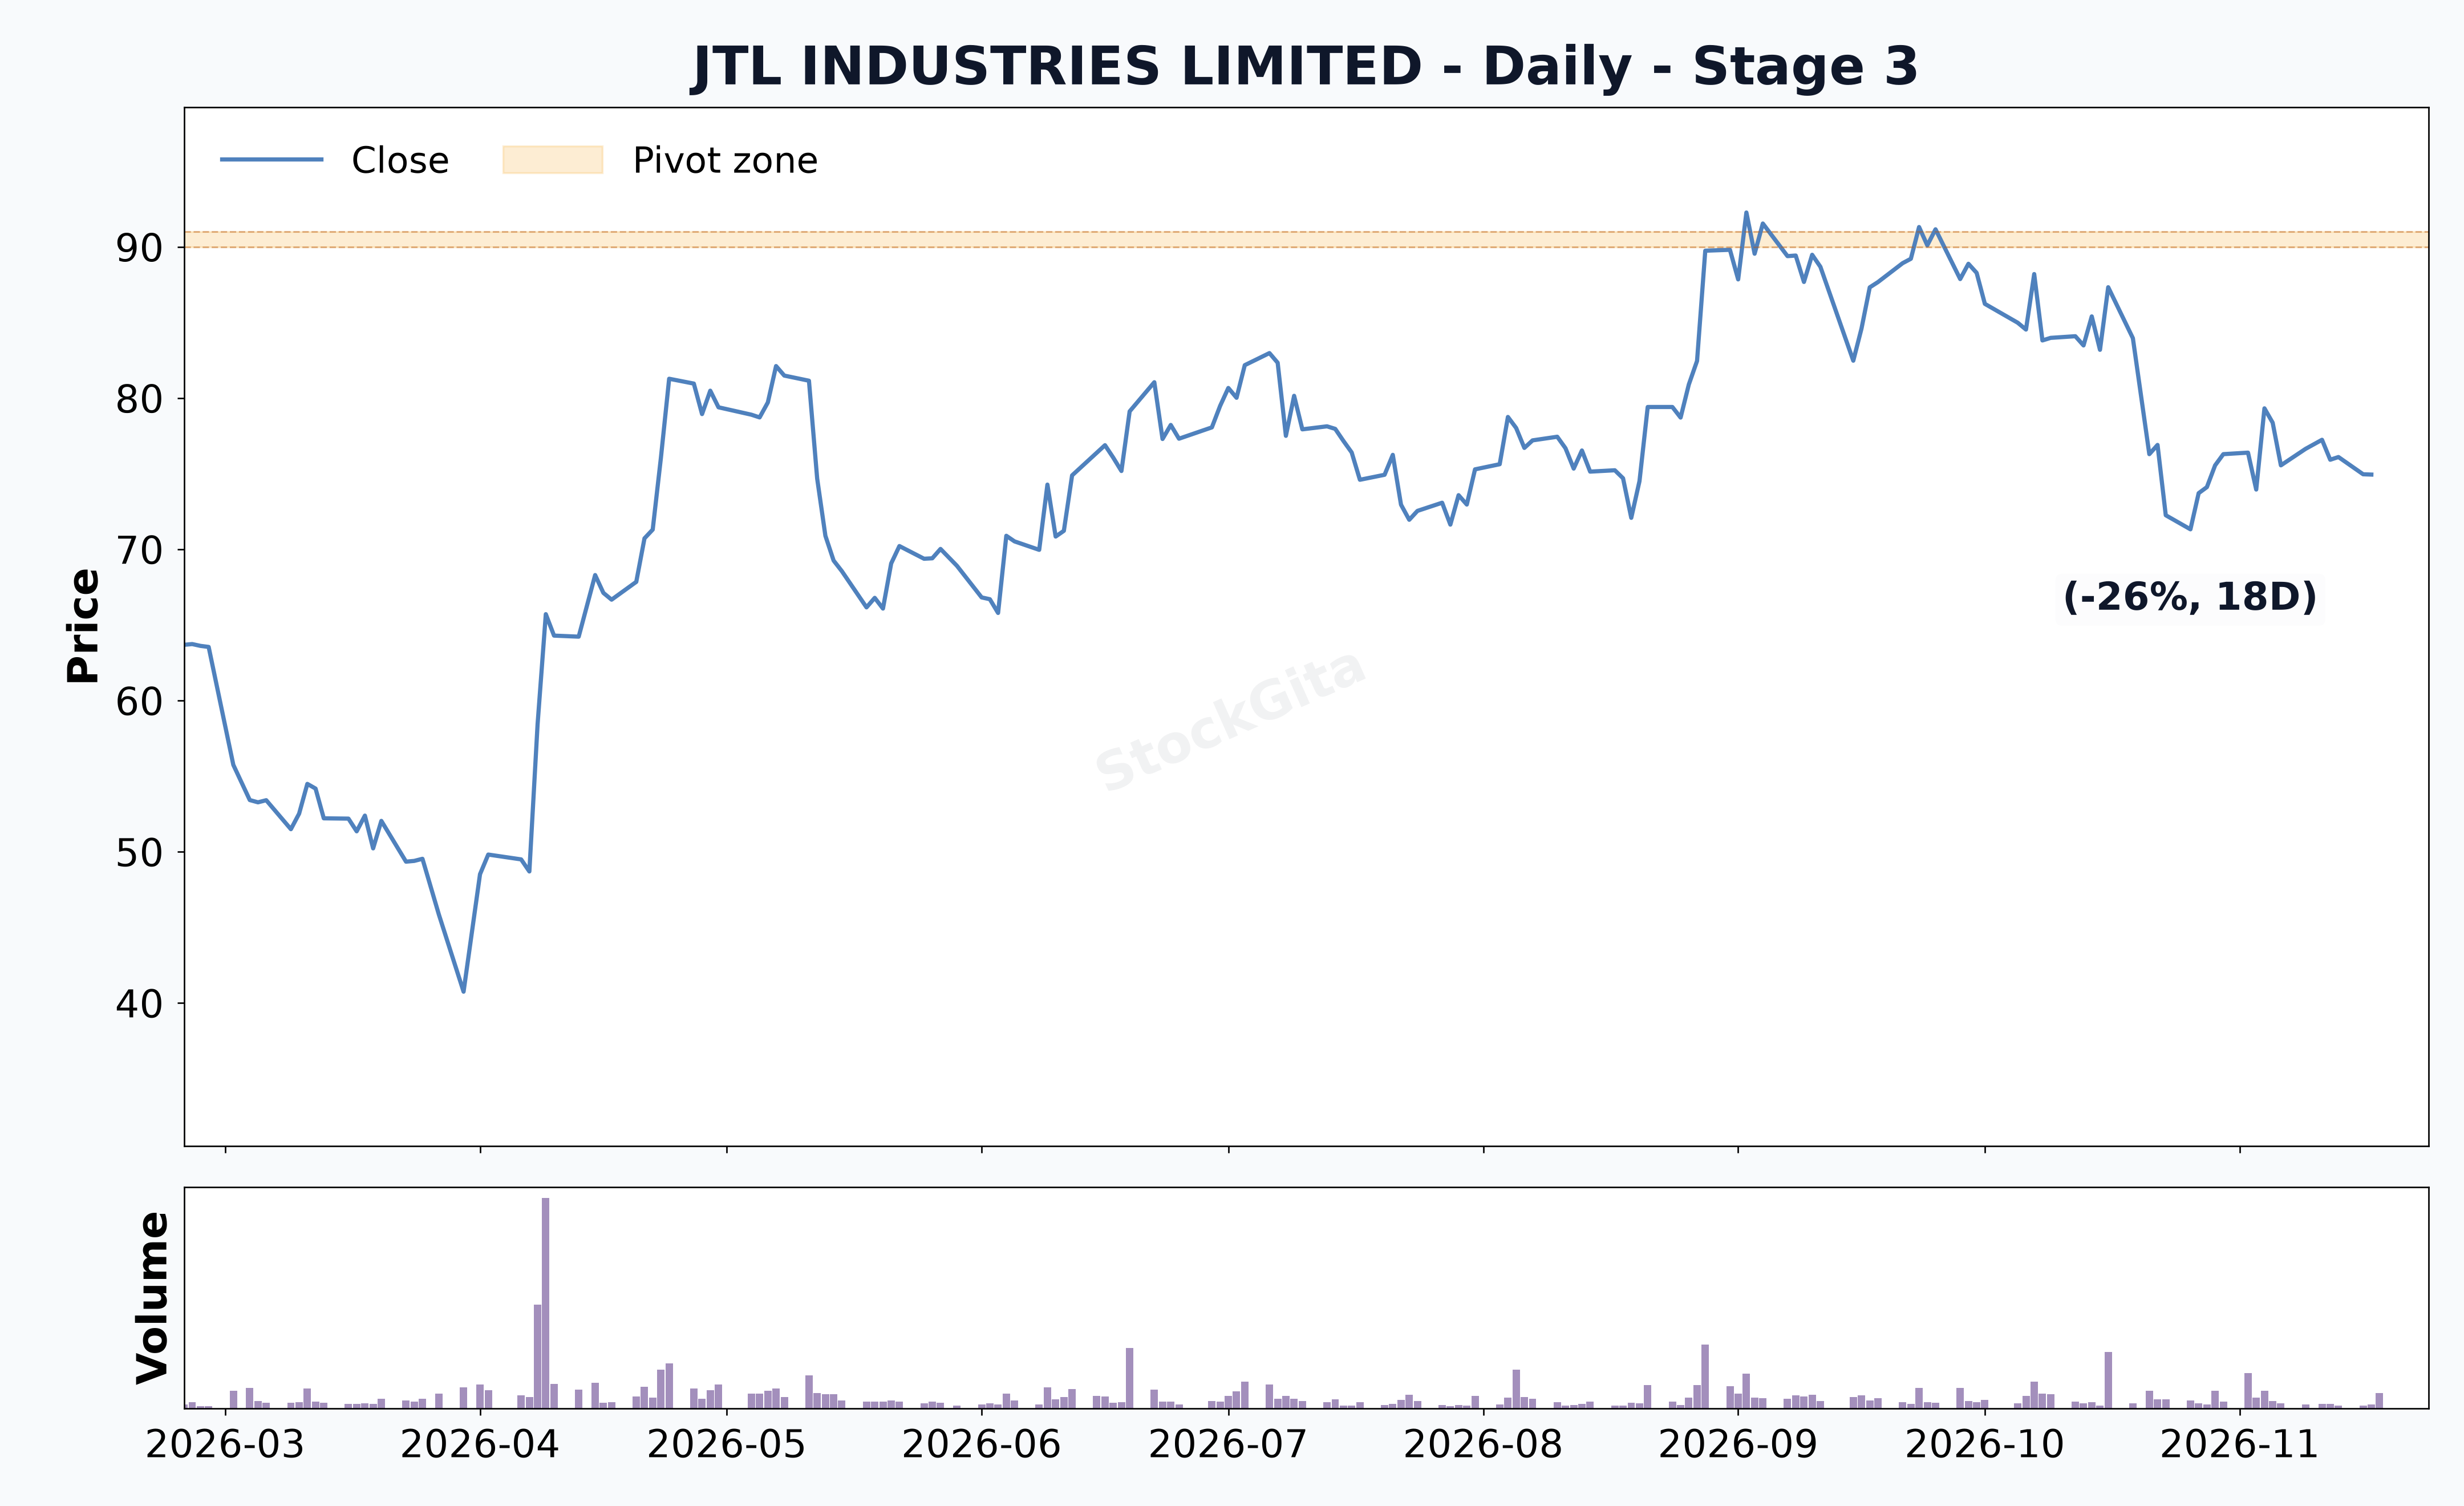 JTL INDUSTRIES LIMITED - Daily - Stage 3
Close
Pivot zone
90
80
70
60
50
40
Price
(-26%, 18D)
StockGita
Volume
2026-03
2026-04
2026-05
2026-06
2026-07
2026-08
2026-09
2026-10
2026-11